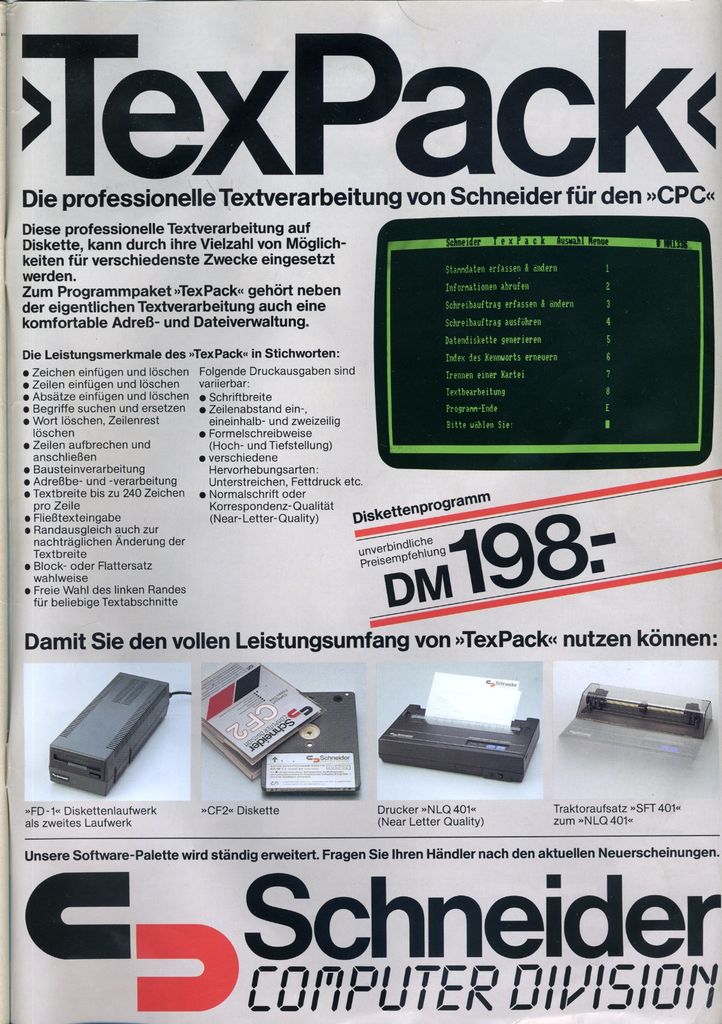 ›TexPack‹
Die professionelle Textverarbeitung von Schneider für den »CPC«
Diese professionelle Textverarbeitung auf
Diskette, kann durch ihre Vielzahl von Möglich-
keiten für verschiedenste Zwecke eingesetzt
werden.
Zum Programmpaket »TexPack« gehört neben
der eigentlichen Textverarbeitung auch eine
komfortable Adreß- und Dateiverwaltung.
Die Leistungsmerkmale des »TexPack« in Stichworten:
● Zeichen einfügen und löschen
● Zeilen einfügen und löschen
● Absätze einfügen und löschen
● Begriffe suchen und ersetzen
● Wort löschen, Zeilenrest
löschen
● Zeilen aufbrechen und
anschließen
● Bausteinverarbeitung
● Adreßbe- und -verarbeitung
● Textbreite bis zu 240 Zeichen
pro Zeile
● Fließtexteingabe
● Randausgleich auch zur
nachträglichen Änderung der
Textbreite
● Block- oder Flattersatz
wahlweise
● Freie Wahl des linken Randes
für beliebige Textabschnitte
Folgende Druckausgaben sind
variierbar:
● Schriftbreite
● Zeilenabstand ein-,
eineinhalb- und zweizeilig
● Formelschreibweise
(Hoch- und Tiefstellung)
● verschiedene
Hervorhebungsarten:
Unterstreichen, Fettdruck etc.
● Normalschrift oder
Korrespondenz-Qualität
(Near-Letter-Quality)
Schneider T e x P a c k Auswahl Menue
Stammdaten erfassen & ändern 1
Informationen abrufen 2
Schreibauftrag erfassen & ändern 3
Schreibauftrag ausführen 4
Datendiskette generieren 5
Index des Kennworts erneuern 6
Trennen einer Kartei 7
Textbearbeitung 8
Programm-Ende E
Bitte wählen Sie:
Diskettenprogramm
unverbindliche
Preisempfehlung
DM 198.-
Damit Sie den vollen Leistungsumfang von »TexPack« nutzen können:
CF2
Schneider
Schneider
Schneider
»FD-1« Diskettenlaufwerk
als zweites Laufwerk
»CF2« Diskette
Drucker »NLQ 401«
(Near Letter Quality)
Traktoraufsatz »SFT 401«
zum »NLQ 401«
Unsere Software-Palette wird ständig erweitert. Fragen Sie Ihren Händler nach den aktuellen Neuerscheinungen.
Schneider
COMPUTER DIVISION